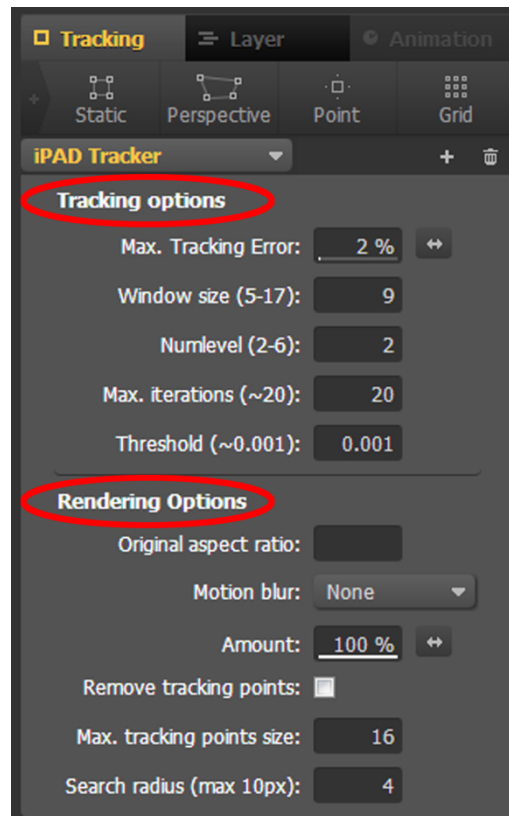 Tracking Layer Animation
Static Perspective Point Grid
iPAD Tracker
Tracking options
Max. Tracking Error: 2 %
Window size (5-17): 9
Numlevel (2-6): 2
Max. iterations (~20): 20
Threshold (~0.001): 0.001
Rendering Options
Original aspect ratio:
Motion blur: None
Amount: 100 %
Remove tracking points:
Max. tracking points size: 16
Search radius (max 10px): 4